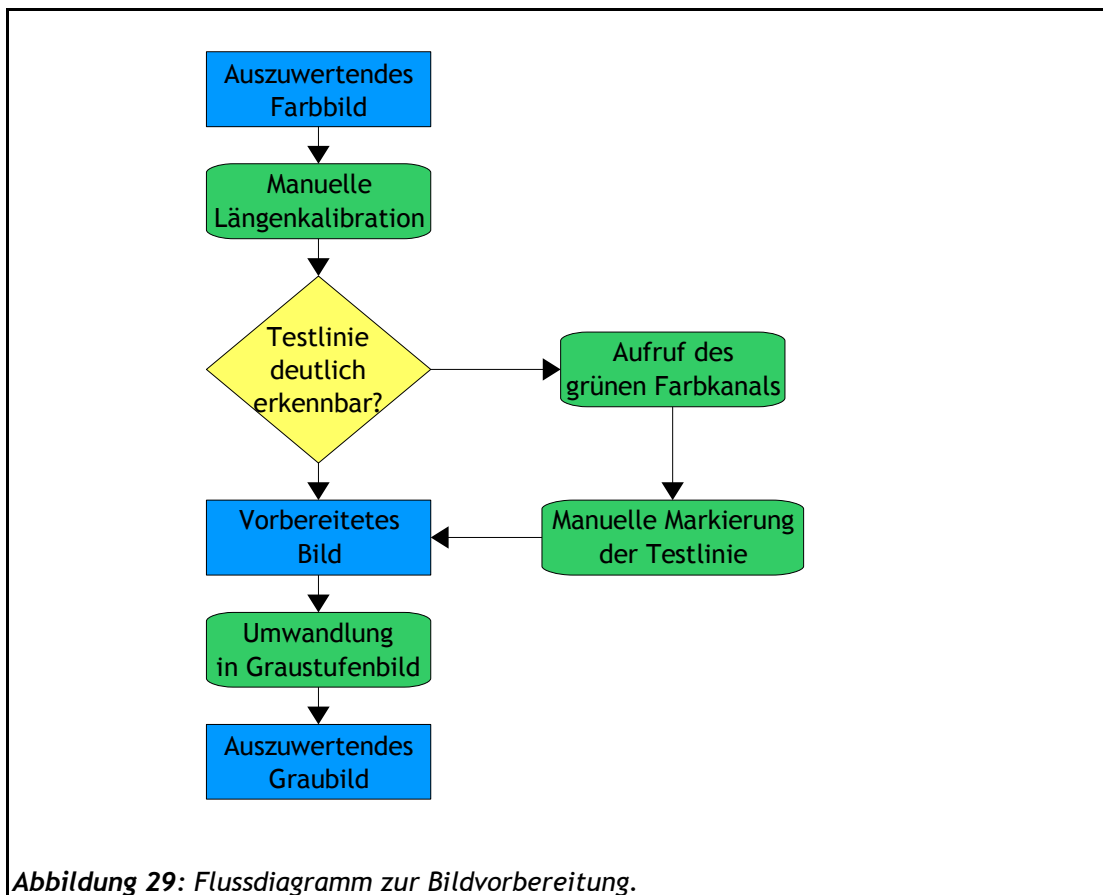 Auszuwertendes
Farbbild
Manuelle
Längenkalibration
Testlinie
deutlich
erkennbar?
Aufruf des
grünen Farbkanals
Manuelle Markierung
der Testlinie
Vorbereitetes
Bild
Umwandlung
in Graustufenbild
Auszuwertendes
Graubild
Abbildung 29: Flussdiagramm zur Bildvorbereitung.